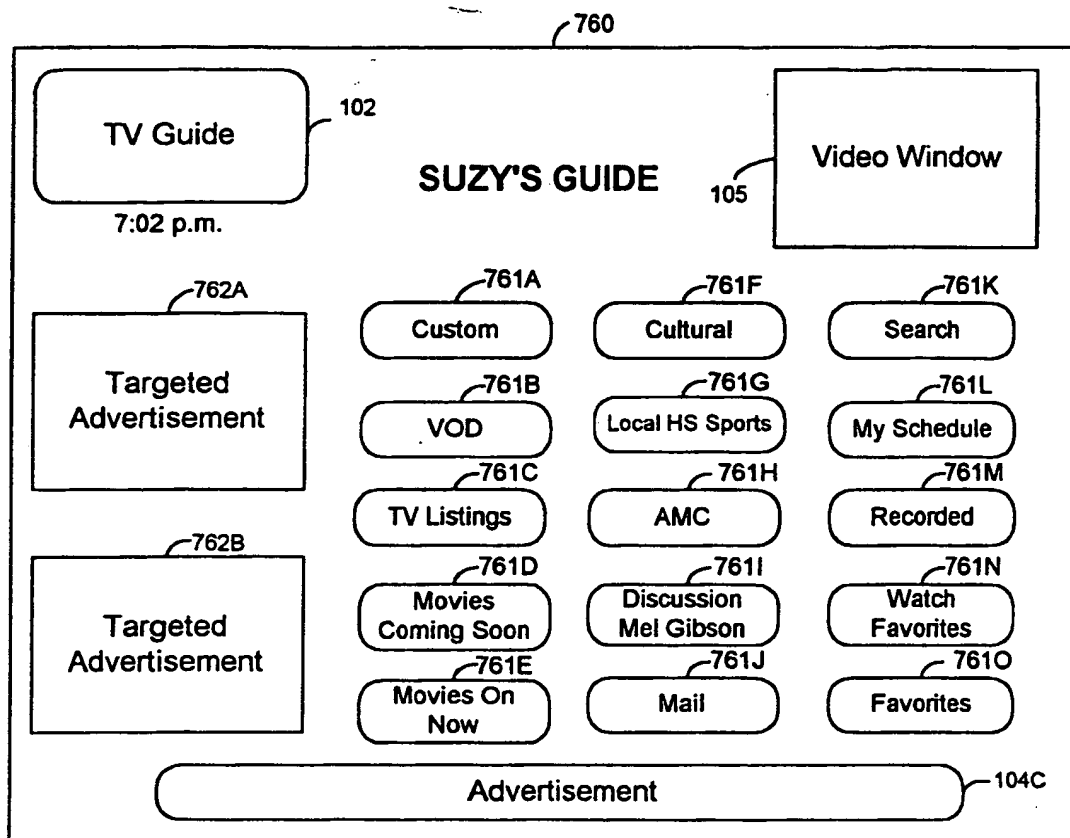 760
TV Guide
102
SUZY'S GUIDE
Video Window
105
7:02 p.m.
762A
Targeted
Advertisement
762B
Targeted
Advertisement
761A
Custom
761B
VOD
761C
TV Listings
761D
Movies
Coming Soon
761E
Movies On
Now
761F
Cultural
761G
Local HS Sports
761H
AMC
761I
Discussion
Mel Gibson
761J
Mail
761K
Search
761L
My Schedule
761M
Recorded
761N
Watch
Favorites
761O
Favorites
Advertisement
104C